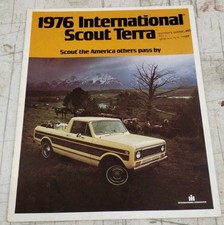 1976 International
Scout Terra
Scout the America others pass by